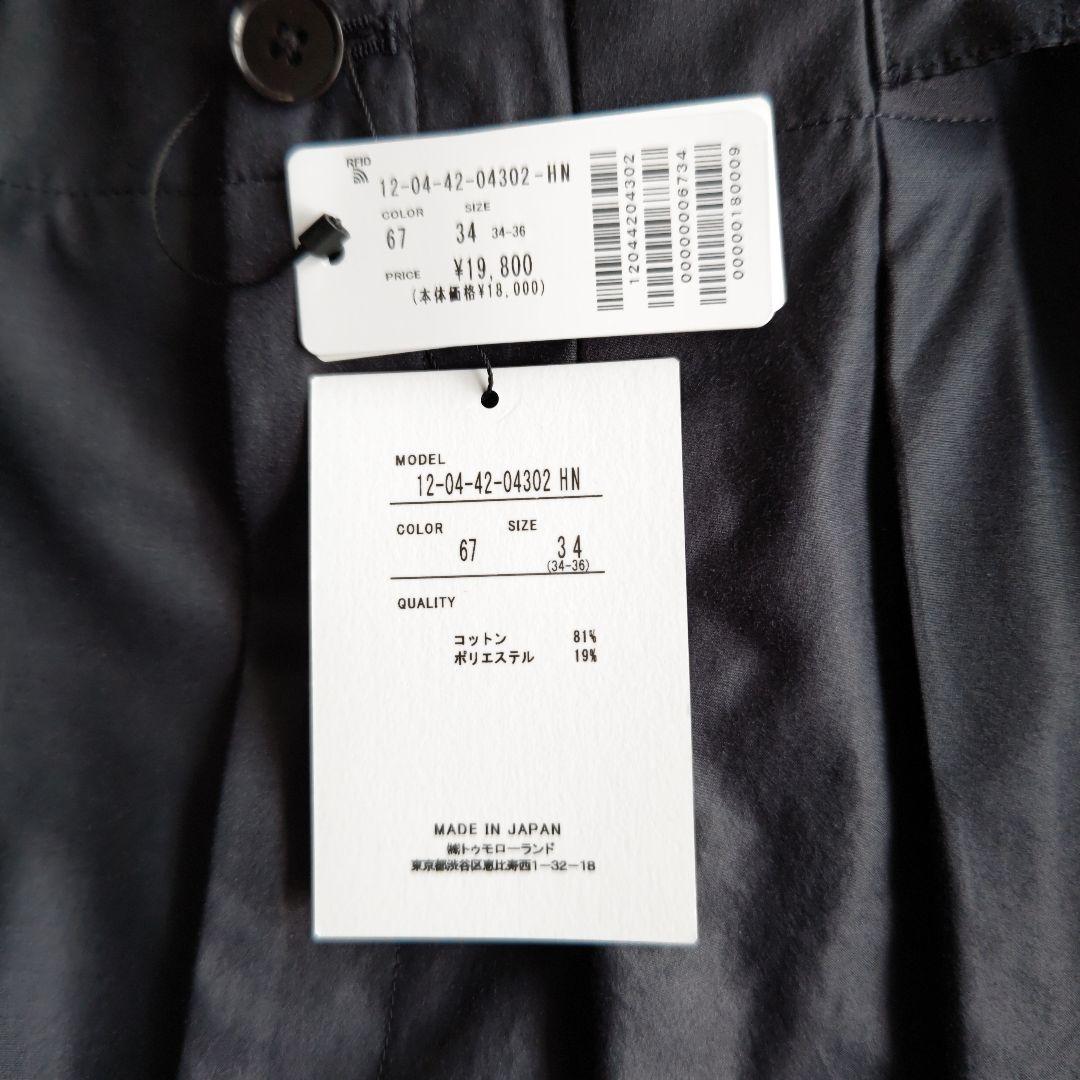 RFID
12-04-42-04302-HN
COLOR SIZE
67 34 34-36
PRICE ¥19,800
(本体価格¥18,000)
12044204302
0000000006734
000001800009
MODEL
12-04-42-04302 HN
COLOR SIZE
67 34
(34-36)
QUALITY
コットン 81%
ポリエステル 19%
MADE IN JAPAN
㈱トゥモローランド
東京都渋谷区恵比寿西1-32-18